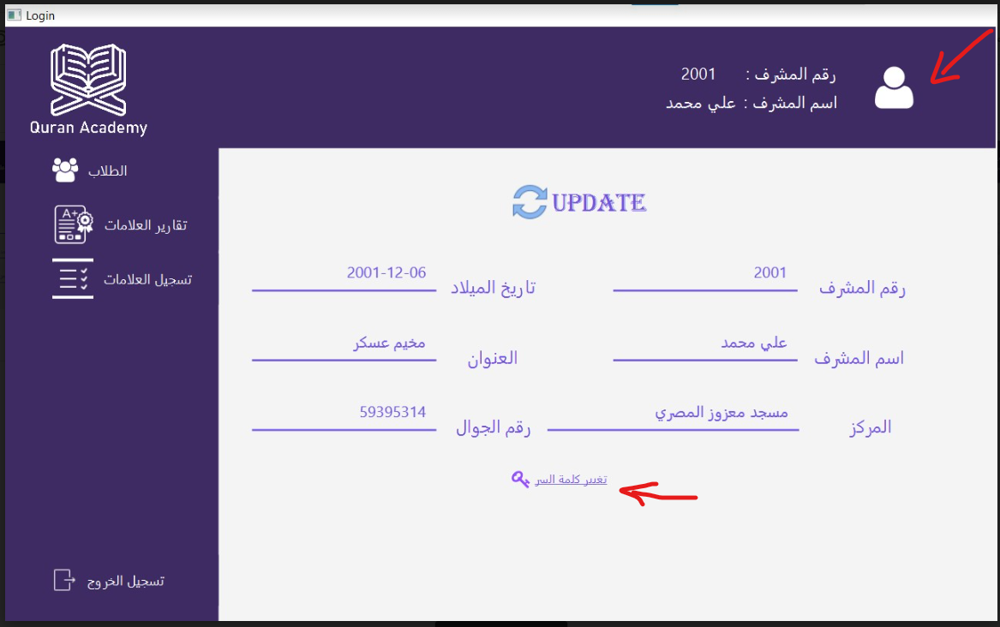 Login
رقم المشرف : 2001
اسم المشرف : علي محمد
Quran Academy
الطلاب
A+
تقارير العلامات
تسجيل العلامات
تسجيل الخروج
UPDATE
رقم المشرف 2001
تاريخ الميلاد 2001-12-06
اسم المشرف علي محمد
العنوان مخيم عسكر
المركز مسجد معزوز المصري
رقم الجوال 59395314
تغيير كلمة السر